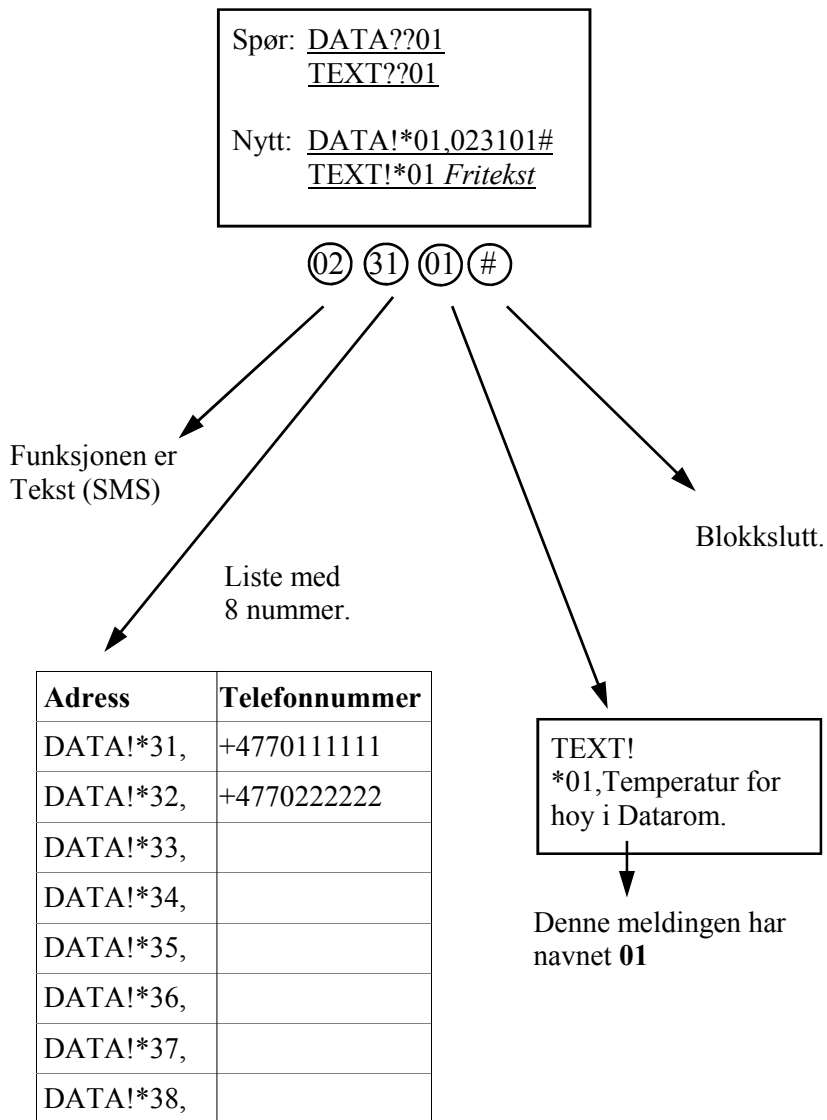 Spør: DATA??01
TEXT??01
Nytt: DATA!*01,023101#
TEXT!*01 Fritekst
02 31 01 #
Funksjonen er
Tekst (SMS)
Blokkslutt.
Liste med
8 nummer.
Adress Telefonnummer
DATA!*31, +4770111111
DATA!*32, +4770222222
DATA!*33,
DATA!*34,
DATA!*35,
DATA!*36,
DATA!*37,
DATA!*38,
TEXT!
*01,Temperatur for
hoy i Datarom.
Denne meldingen har
navnet 01